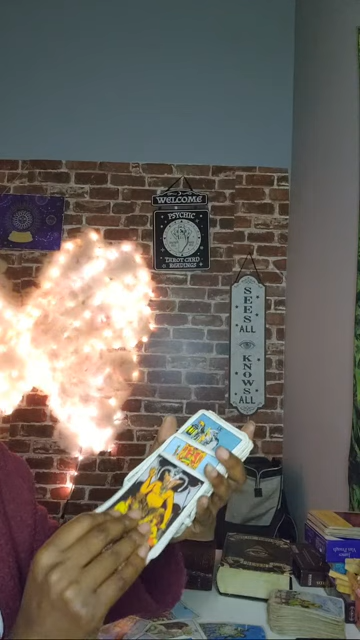 WELCOME
PSYCHIC
TAROT CARD
READINGS
SEES
ALL
KNOWS
ALL